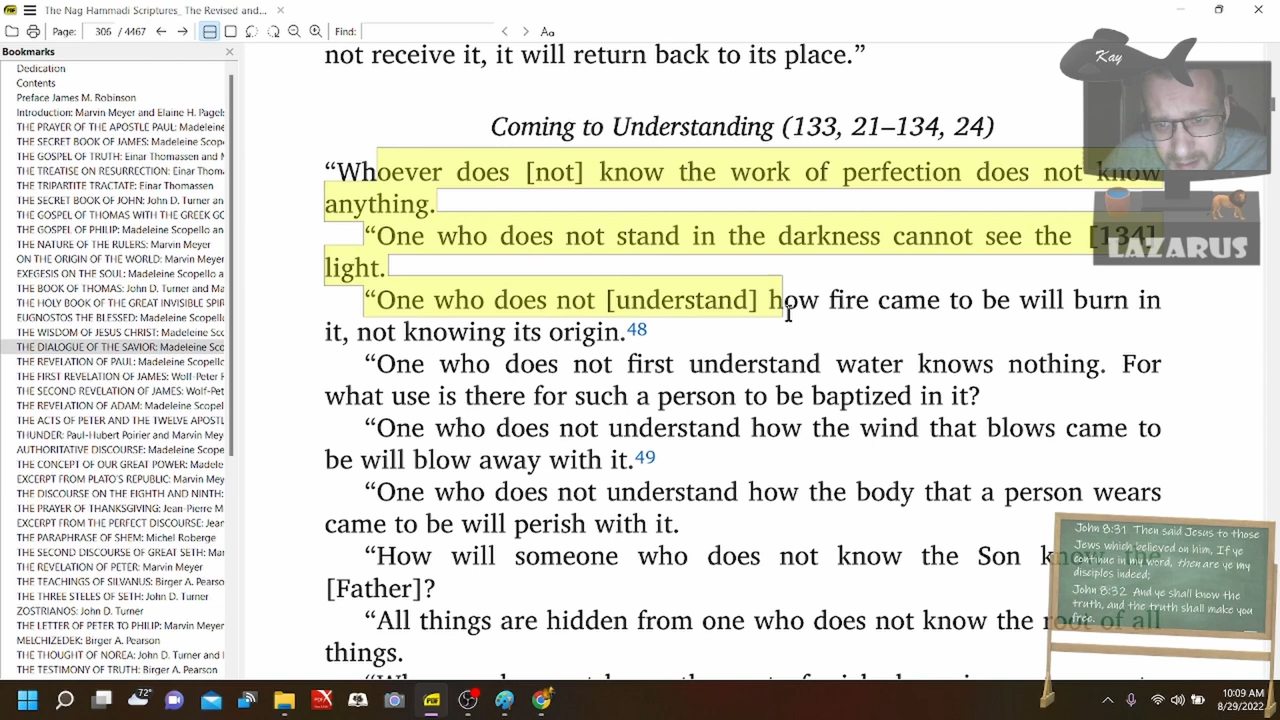 The Nag Hammadi Scriptures_ The Revised and...
Page: 306 / 4467
Find:
Aa
Bookmarks
Dedication
Contents
Preface James M. Robinson
Introduction: Marvin Meyer and Elaine H. Pagels
THE PRAYER OF THE APOSTLE PAUL: Madeleine
THE SECRET BOOK OF JAMES: Madeleine Scop
THE GOSPEL OF TRUTH: Einar Thomassen and M
THE TREATISE ON RESURRECTION: Einar Thom
THE TRIPARTITE TRACTATE: Einar Thomassen
THE SECRET BOOK OF JOHN: John D. Turner and
THE GOSPEL OF THOMAS WITH THE GREEK GO
THE GOSPEL OF PHILIP: Madeleine Scopello and
THE NATURE OF THE RULERS: Marvin Meyer
ON THE ORIGIN OF THE WORLD: Marvin Meyer
EXEGESIS ON THE SOUL: Madeleine Scopello
THE BOOK OF THOMAS: John D. Turner and
THE HOLY BOOK OF THE GREAT INVISIBLE SPIRI
EUGNOSTOS THE BLESSED: Madeleine Scopello
THE WISDOM OF JESUS CHRIST: Madeleine Scop
THE DIALOGUE OF THE SAVIOR: Madeleine Sco
THE REVELATION OF PAUL: Madeleine Scopello
THE FIRST REVELATION OF JAMES: Wolf-Peter F
THE SECOND REVELATION OF JAMES: Wolf-Pet
THE REVELATION OF ADAM: Madeleine Scopell
THE ACTS OF PETER AND THE TWELVE APOSTL
THUNDER: Paul-Hubert Poirier and Marvin Mey
AUTHORITATIVE DISCOURSE: Madeleine Scope
THE CONCEPT OF OUR GREAT POWER: Madele
EXCERPT FROM PLATO'S REPUBLIC: Marvin Mey
THE DISCOURSE ON THE EIGHTH AND NINTH:
THE PRAYER OF THANKSGIVING: Jean-Pierre M
EXCERPT FROM THE PERFECT DISCOURSE: Jear
THE PARAPHRASE OF SHEM: Michel Roberge
THE SECOND DISCOURSE OF GREAT SETH: Mar
THE REVELATION OF PETER: Marvin Meyer
THE TEACHINGS OF SILVANUS: Birger A. Pearso
THE THREE STELES OF SETH: John D. Turner
ZOSTRIANOS: John D. Turner
THE LETTER OF PETER TO PHILIP: Marvin Meyer
MELCHIZEDEK: Birger A. Pearson
THE THOUGHT OF NOREA: John D. Turner and I
THE TESTIMONY OF TRUTH: Birger A. Pearson
not receive it, it will return back to its place.”
Coming to Understanding (133, 21–134, 24)
“Whoever does [not] know the work of perfection does not know
anything.
“One who does not stand in the darkness cannot see the [134]
light.
“One who does not [understand] how fire came to be will burn in
it, not knowing its origin.48
“One who does not first understand water knows nothing. For
what use is there for such a person to be baptized in it?
“One who does not understand how the wind that blows came to
be will blow away with it.49
“One who does not understand how the body that a person wears
came to be will perish with it.
“How will someone who does not know the Son know the
[Father]?
“All things are hidden from one who does not know the root of all
things.
Kay
LAZARUS
John 8:31 Then said Jesus to those
Jews which believed on him, If ye
continue in my word, then are ye my
disciples indeed;
John 8:32 And ye shall know the
truth, and the truth shall make you
free.
72°
10:09 AM
8/29/2022